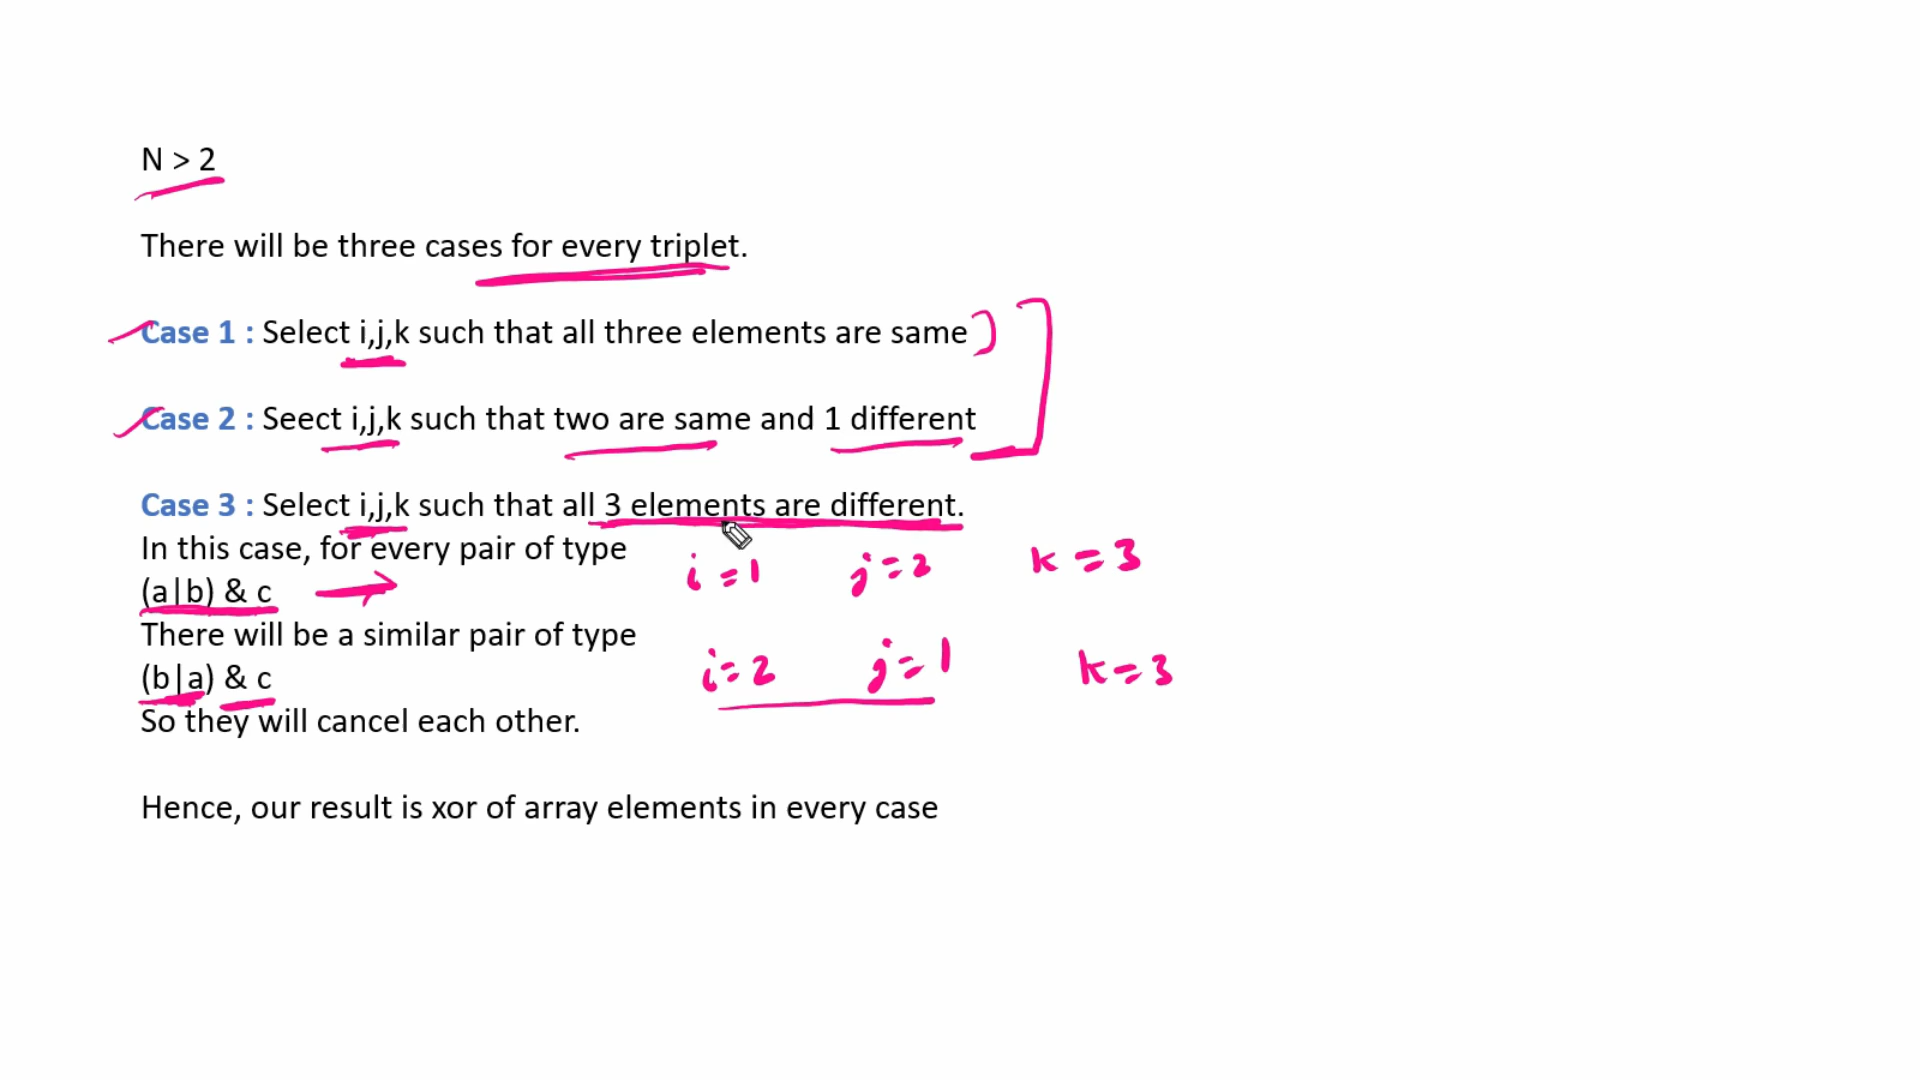 N > 2
There will be three cases for every triplet.
Case 1 : Select i,j,k such that all three elements are same
Case 2 : Seect i,j,k such that two are same and 1 different
Case 3 : Select i,j,k such that all 3 elements are different.
In this case, for every pair of type
i=1 j=2 k=3
(a|b) & c
There will be a similar pair of type
(b|a) & c
i=2 j=1 k=3
So they will cancel each other.
Hence, our result is xor of array elements in every case